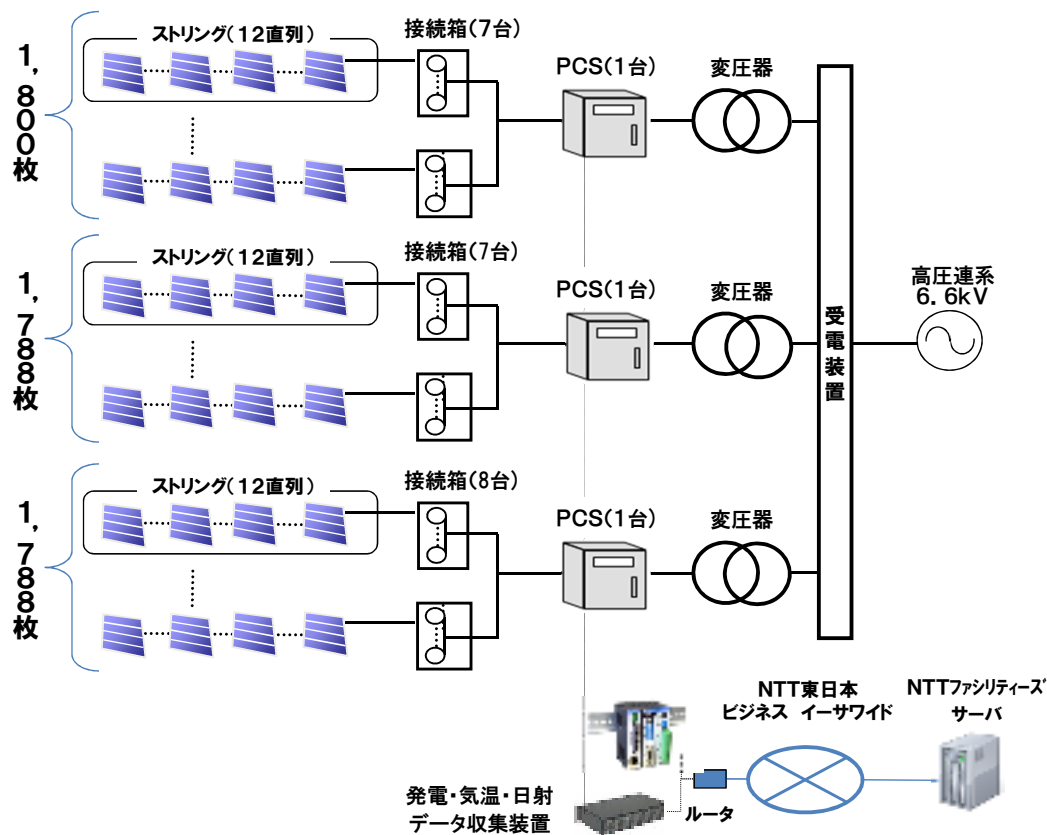 1,800枚
ストリング(12直列)
接続箱(7台)
PCS(1台)
変圧器
1,788枚
ストリング(12直列)
接続箱(7台)
PCS(1台)
変圧器
受電装置
高圧連系
6.6kV
1,788枚
ストリング(12直列)
接続箱(8台)
PCS(1台)
変圧器
NTT東日本
ビジネス イーサワイド
NTTファシリティーズ
サーバ
発電・気温・日射
データ収集装置
ルータ